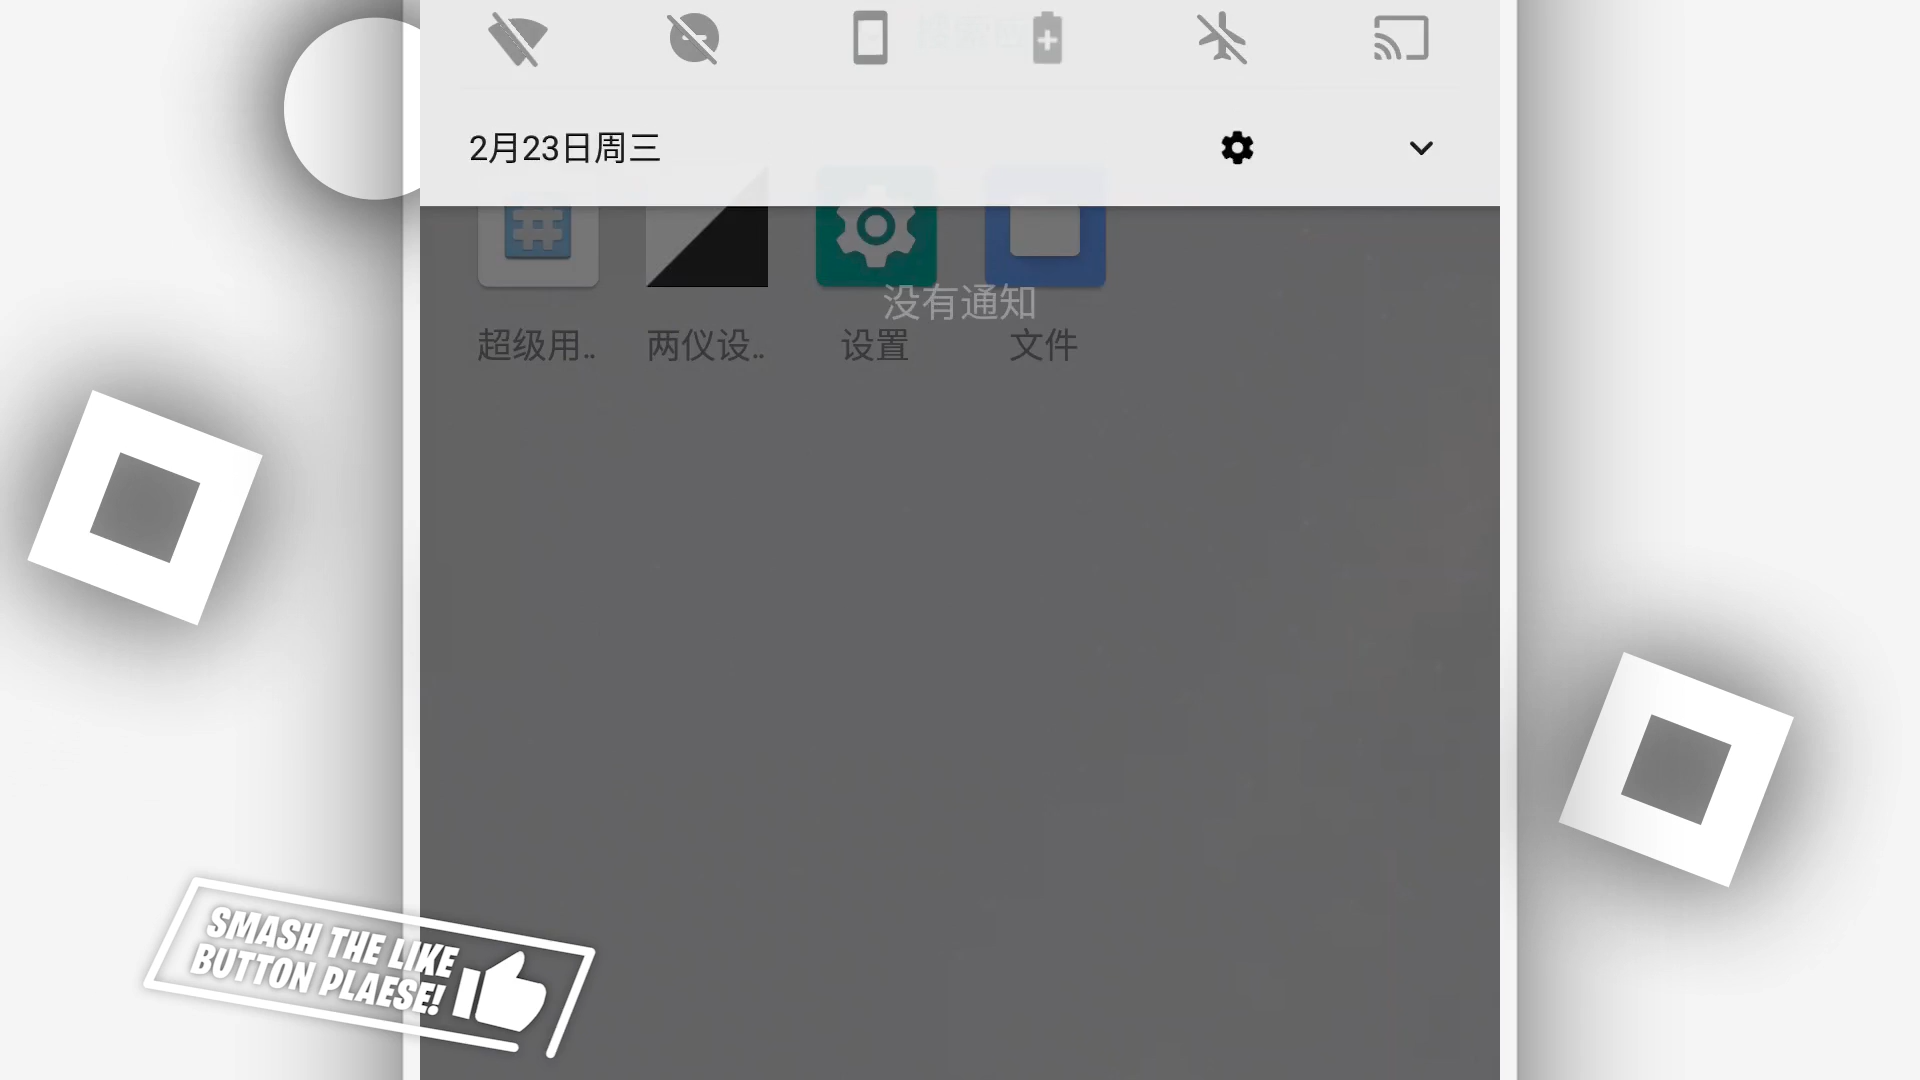 2月23日周三
没有通知
超级用..
两仪设..
设置
文件
SMASH THE LIKE
BUTTON PLAESE!